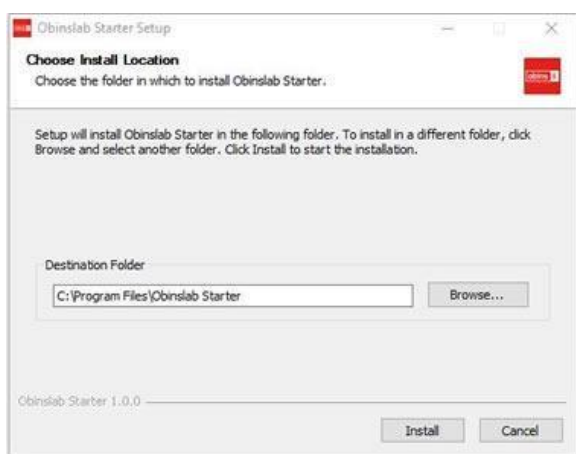 Obinslab Starter Setup
Choose Install Location
Choose the folder in which to install Obinslab Starter.
Setup will install Obinslab Starter in the following folder. To install in a different folder, click
Browse and select another folder. Click Install to start the installation.
Destination Folder
C:\Program Files\Obinslab Starter
Browse...
Obinslab Starter 1.0.0
Install
Cancel